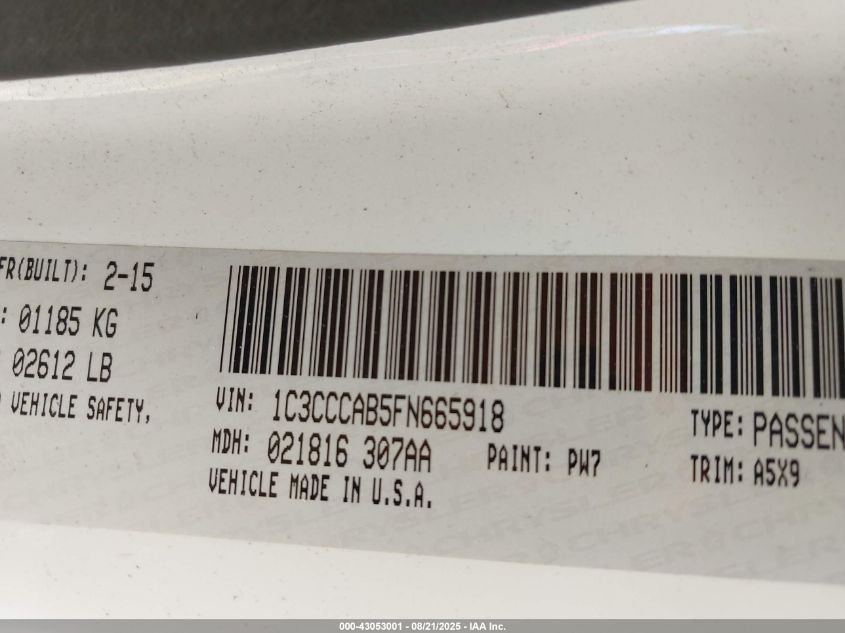 FR(BUILT): 2-15
: 01185 KG
02612 LB
VEHICLE SAFETY,
VIN: 1C3CCCAB5FN665918
MDH: 021816 307AA
PAINT: PW7
VEHICLE MADE IN U.S.A.
TYPE: PASSEN
TRIM: A5X9
000-43053001 - 08/21/2025 - IAA Inc.